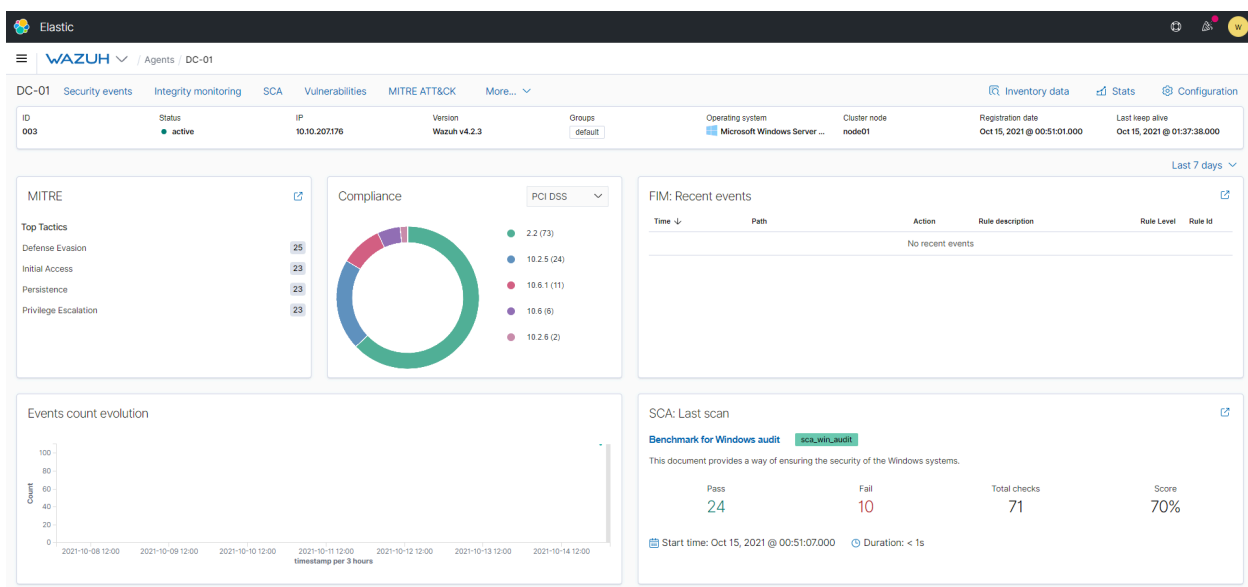 Elastic
W
WAZUH / Agents / DC-01
DC-01 Security events Integrity monitoring SCA Vulnerabilities MITRE ATT&CK More... Inventory data Stats Configuration
ID Status IP Version Groups Operating system Cluster node Registration date Last keep alive
003 active 10.10.207.176 Wazuh v4.2.3 default Microsoft Windows Server ... node01 Oct 15, 2021 @ 00:51:01.000 Oct 15, 2021 @ 01:37:38.000
Last 7 days
MITRE
Top Tactics
Defense Evasion 25
Initial Access 23
Persistence 23
Privilege Escalation 23
Compliance PCI DSS
2.2 (73)
10.2.5 (24)
10.6.1 (11)
10.6 (6)
10.2.6 (2)
FIM: Recent events
Time Path Action Rule description Rule Level Rule Id
No recent events
Events count evolution
Count
100
80
60
40
20
0
2021-10-08 12:00 2021-10-09 12:00 2021-10-10 12:00 2021-10-11 12:00 2021-10-12 12:00 2021-10-13 12:00 2021-10-14 12:00
timestamp per 3 hours
SCA: Last scan
Benchmark for Windows audit sca_win_audit
This document provides a way of ensuring the security of the Windows systems.
Pass Fail Total checks Score
24 10 71 70%
Start time: Oct 15, 2021 @ 00:51:07.000 Duration: < 1s